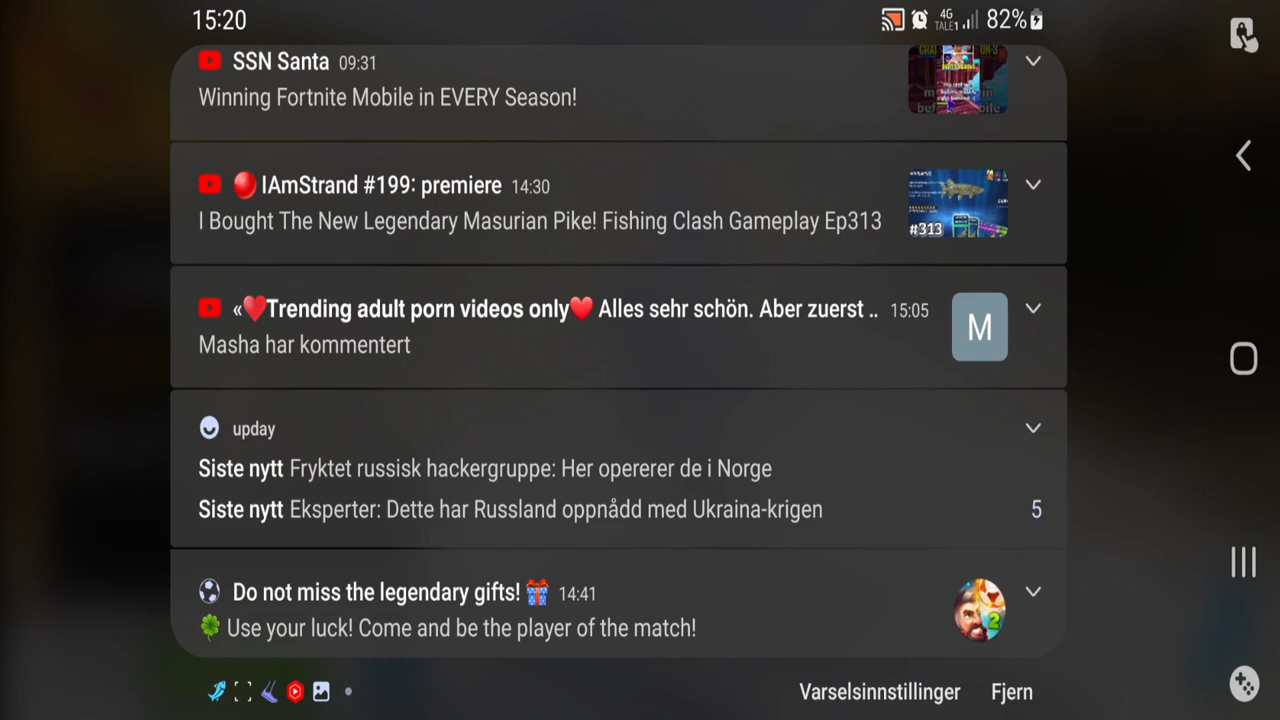 15:20
4G
TALE1
82%
SSN Santa 09:31
Winning Fortnite Mobile in EVERY Season!
IAmStrand #199: premiere 14:30
I Bought The New Legendary Masurian Pike! Fishing Clash Gameplay Ep313
#313
«❤Trending adult porn videos only❤ Alles sehr schön. Aber zuerst .. 15:05
Masha har kommentert
M
upday
Siste nytt Fryktet russisk hackergruppe: Her opererer de i Norge
Siste nytt Eksperter: Dette har Russland oppnådd med Ukraina-krigen
5
Do not miss the legendary gifts! 🎁 14:41
🍀 Use your luck! Come and be the player of the match!
2
Varselsinnstillinger
Fjern